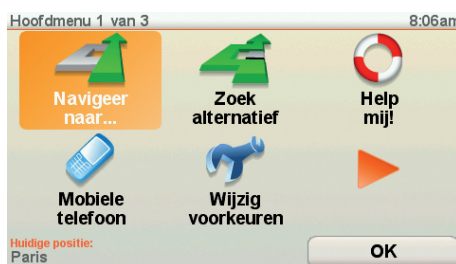 Hoofdmenu 1 van 3 8:06am
Navigeer
naar...
Zoek
alternatief
Help
mij!
Mobiele
telefoon
Wijzig
voorkeuren
Huidige positie:
Paris
OK